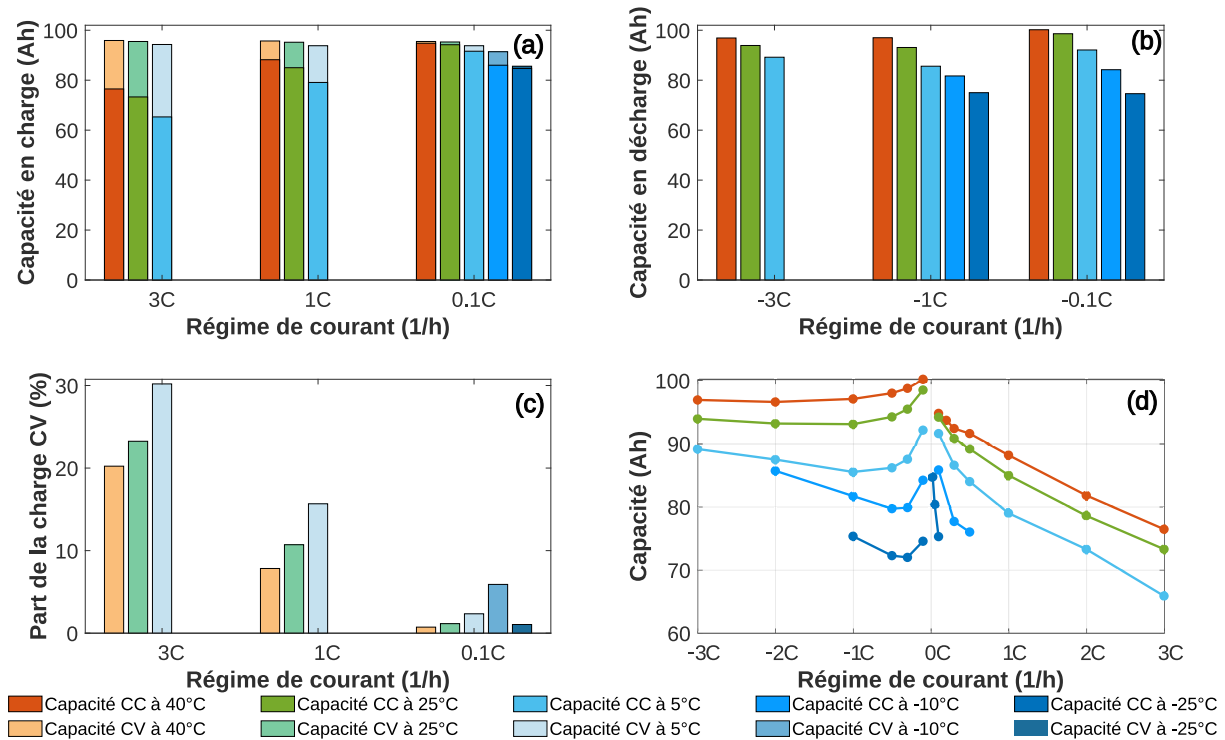 (a)
Capacité en charge (Ah)
100
80
60
40
20
0
3C 1C 0.1C
Régime de courant (1/h)
(b)
Capacité en décharge (Ah)
100
80
60
40
20
0
-3C -1C -0.1C
Régime de courant (1/h)
(c)
Part de la charge CV (%)
30
20
10
0
3C 1C 0.1C
Régime de courant (1/h)
(d)
Capacité (Ah)
100
90
80
70
60
-3C -2C -1C 0C 1C 2C 3C
Régime de courant (1/h)
Capacité CC à 40°C Capacité CC à 25°C Capacité CC à 5°C Capacité CC à -10°C Capacité CC à -25°C
Capacité CV à 40°C Capacité CV à 25°C Capacité CV à 5°C Capacité CV à -10°C Capacité CV à -25°C